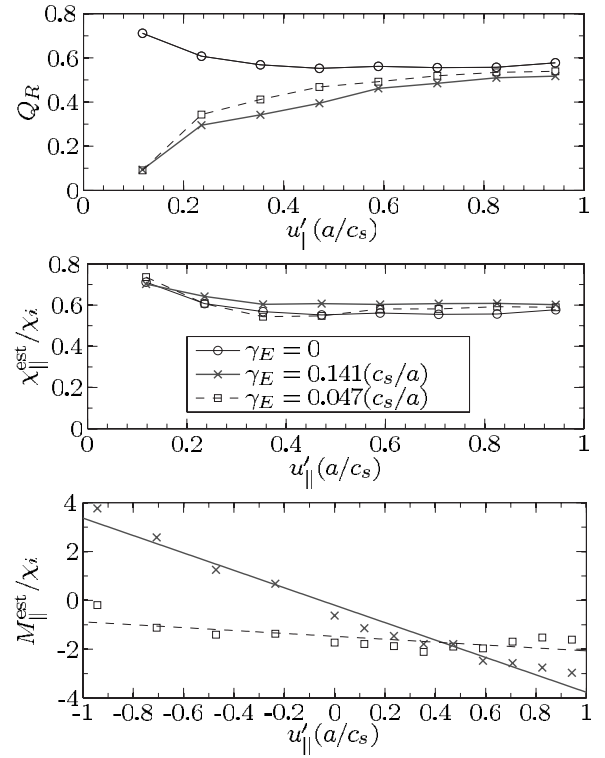 0.8
0.6
0.4
0.2
0
Q_R
0 0.2 0.4 0.6 0.8 1
u'_| (a/c_s)
0.8
0.6
0.4
0.2
0
χ_||^est/χ_i
γ_E = 0
γ_E = 0.141(c_s/a)
γ_E = 0.047(c_s/a)
0 0.2 0.4 0.6 0.8 1
u'_|| (a/c_s)
4
2
0
-2
-4
M_||^est/χ_i
-1 -0.8 -0.6 -0.4 -0.2 0 0.2 0.4 0.6 0.8 1
u'_|| (a/c_s)